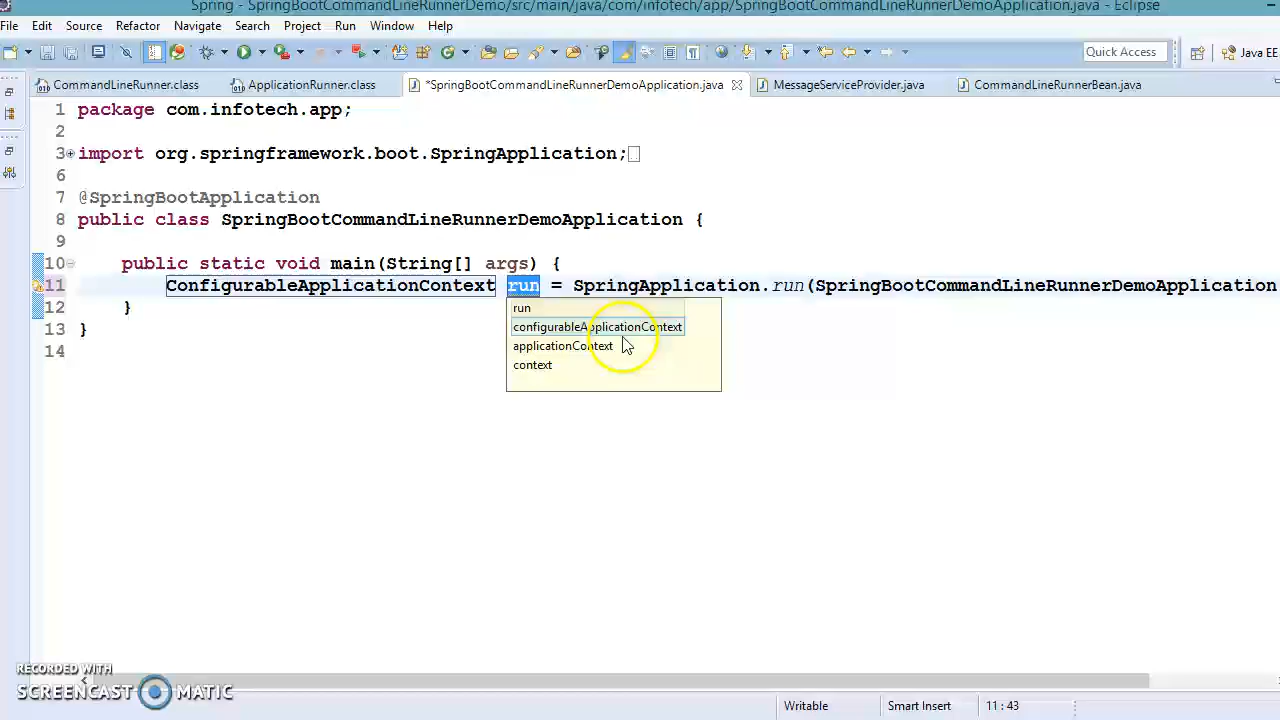 Spring - SpringBootCommandLineRunnerDemo/src/main/java/com/infotech/app/SpringBootCommandLineRunnerDemoApplication.java - Eclipse
File Edit Source Refactor Navigate Search Project Run Window Help
Quick Access
Java EE
CommandLineRunner.class ApplicationRunner.class *SpringBootCommandLineRunnerDemoApplication.java MessageServiceProvider.java CommandLineRunnerBean.java
1 package com.infotech.app;
2
3 import org.springframework.boot.SpringApplication;
6
7 @SpringBootApplication
8 public class SpringBootCommandLineRunnerDemoApplication {
9
10 public static void main(String[] args) {
11 ConfigurableApplicationContext run = SpringApplication.run(SpringBootCommandLineRunnerDemoApplication
12 }
13 }
14
run
configurableApplicationContext
applicationContext
context
RECORDED WITH
SCREENCAST MATIC
Writable Smart Insert 11 : 43